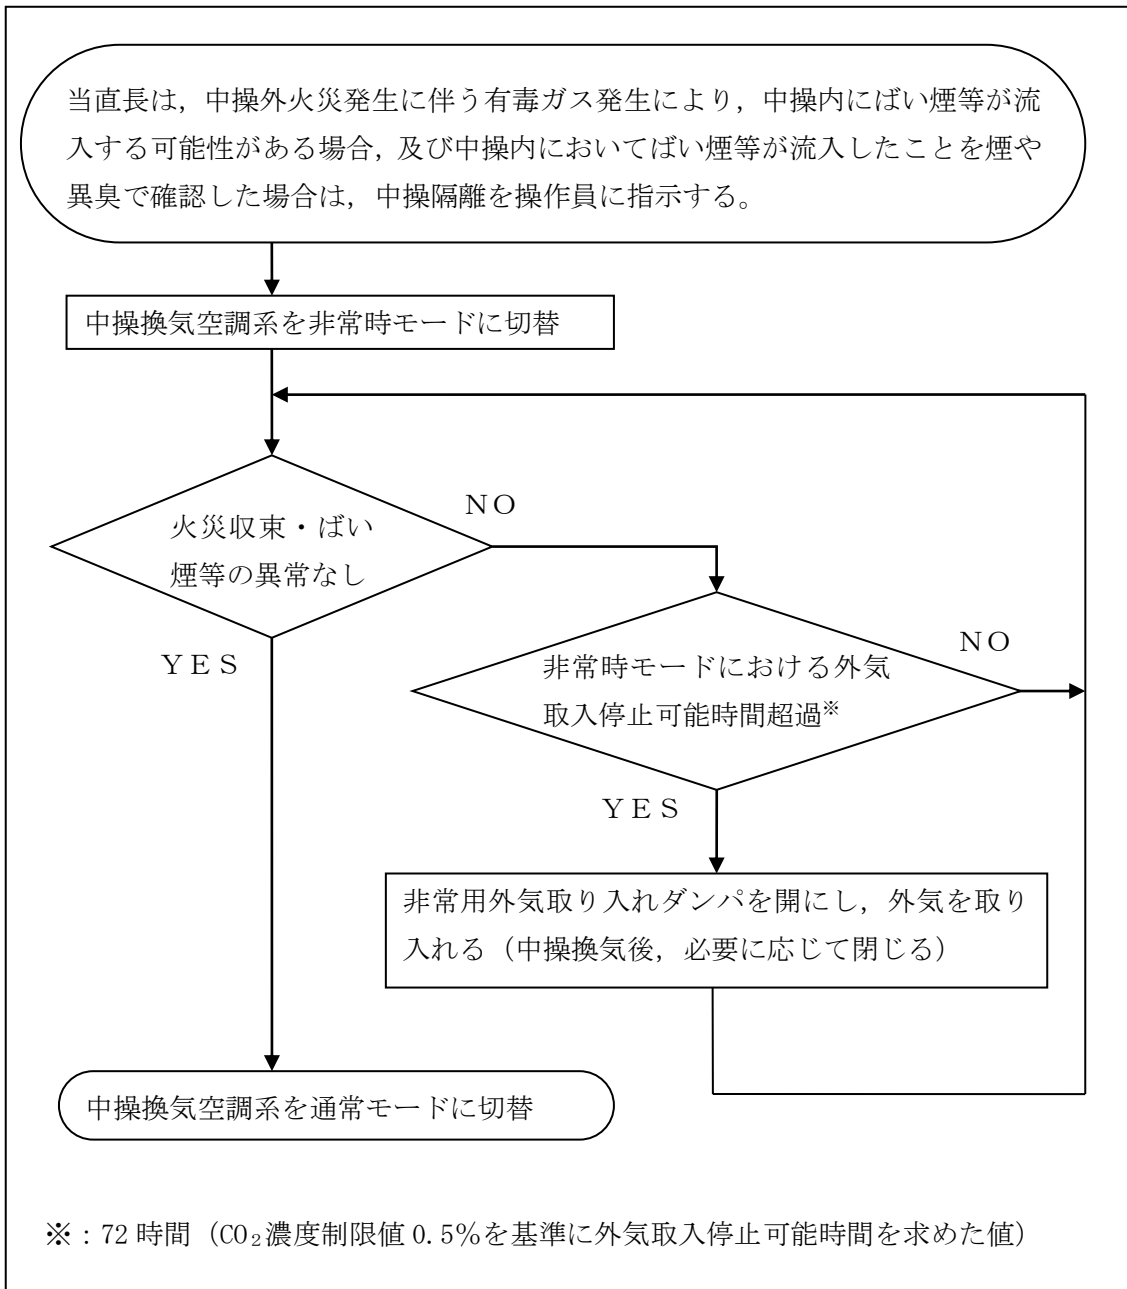 当直長は，中操外火災発生に伴う有毒ガス発生により，中操内にばい煙等が流
入する可能性がある場合，及び中操内においてばい煙等が流入したことを煙や
異臭で確認した場合は，中操隔離を操作員に指示する。
中操換気空調系を非常時モードに切替
火災収束・ばい
煙等の異常なし
ＮＯ
ＹＥＳ
非常時モードにおける外気
取入停止可能時間超過※
ＮＯ
ＹＥＳ
非常用外気取り入れダンパを開にし，外気を取り
入れる（中操換気後，必要に応じて閉じる）
中操換気空調系を通常モードに切替
※：72 時間（CO₂濃度制限値 0.5％を基準に外気取入停止可能時間を求めた値）